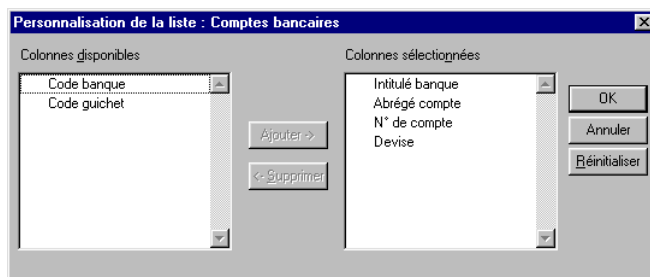 Personnalisation de la liste : Comptes bancaires
Colonnes disponibles
Code banque
Code guichet
Ajouter ->
<- Supprimer
Colonnes sélectionnées
Intitulé banque
Abrégé compte
N° de compte
Devise
OK
Annuler
Réinitialiser